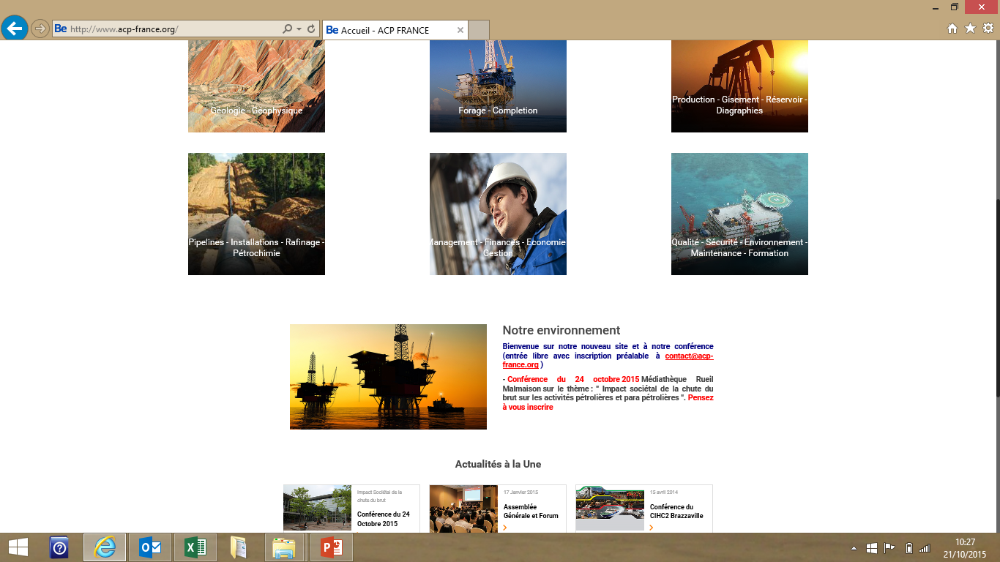 Be http://www.acp-france.org/
Be Accueil - ACP FRANCE
Géologie - Géophysique
Forage - Completion
Production - Gisement - Réservoir -
Diagraphies
Pipelines - Installations - Rafinage -
Pétrochimie
Management - Finances - Economie
Gestion
Qualité - Sécurité - Environnement -
Maintenance - Formation
Notre environnement
Bienvenue sur notre nouveau site et à notre conférence
(entrée libre avec inscription préalable à contact@acp-
france.org )
- Conférence du 24 octobre 2015 Médiathèque Rueil
Malmaison sur le thème : " Impact sociétal de la chute du
brut sur les activités pétrolières et para pétrolières ". Pensez
à vous inscrire
Actualités à la Une
Impact Sociétal de la
chute du brut
Conférence du 24
Octobre 2015
17 Janvier 2015
Assemblée
Générale et Forum
15 avril 2014
Conférence du
CIHC2 Brazzaville
10:27
21/10/2015